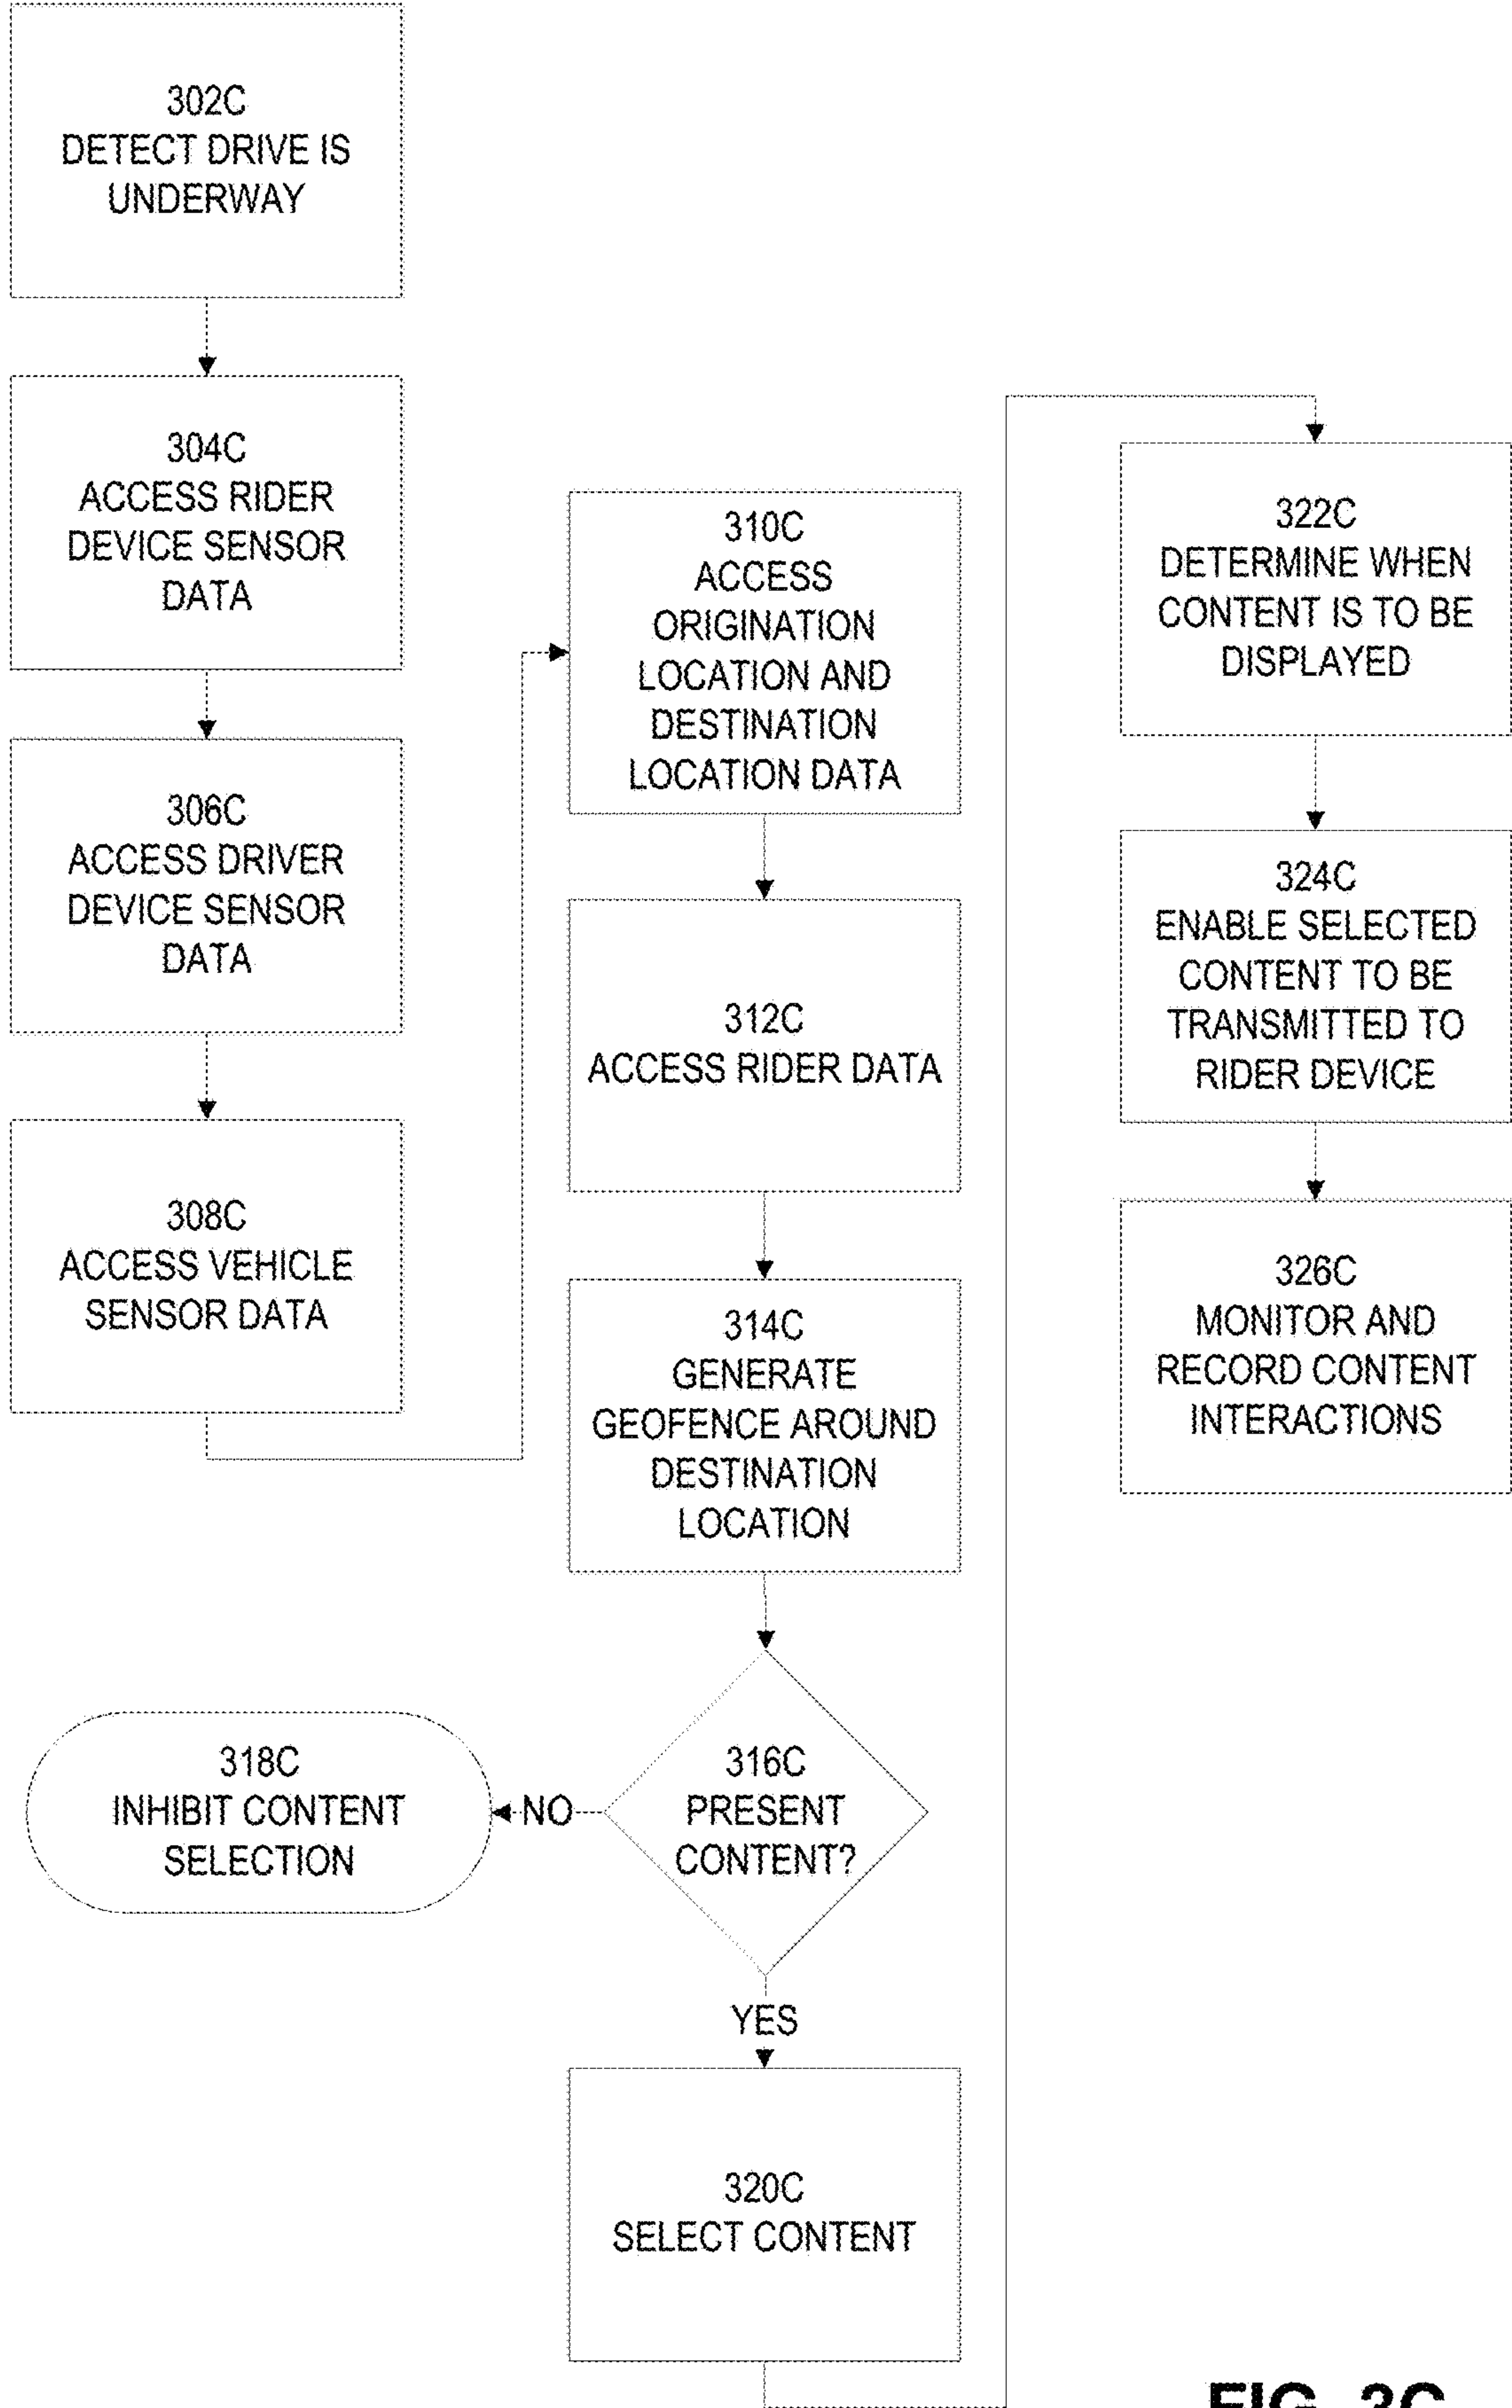 302C
DETECT DRIVE IS
UNDERWAY
304C
ACCESS RIDER
DEVICE SENSOR
DATA
306C
ACCESS DRIVER
DEVICE SENSOR
DATA
308C
ACCESS VEHICLE
SENSOR DATA
310C
ACCESS
ORIGINATION
LOCATION AND
DESTINATION
LOCATION DATA
312C
ACCESS RIDER DATA
314C
GENERATE
GEOFENCE AROUND
DESTINATION
LOCATION
316C
PRESENT
CONTENT?
NO
318C
INHIBIT CONTENT
SELECTION
YES
320C
SELECT CONTENT
322C
DETERMINE WHEN
CONTENT IS TO BE
DISPLAYED
324C
ENABLE SELECTED
CONTENT TO BE
TRANSMITTED TO
RIDER DEVICE
326C
MONITOR AND
RECORD CONTENT
INTERACTIONS
FIG. 3C